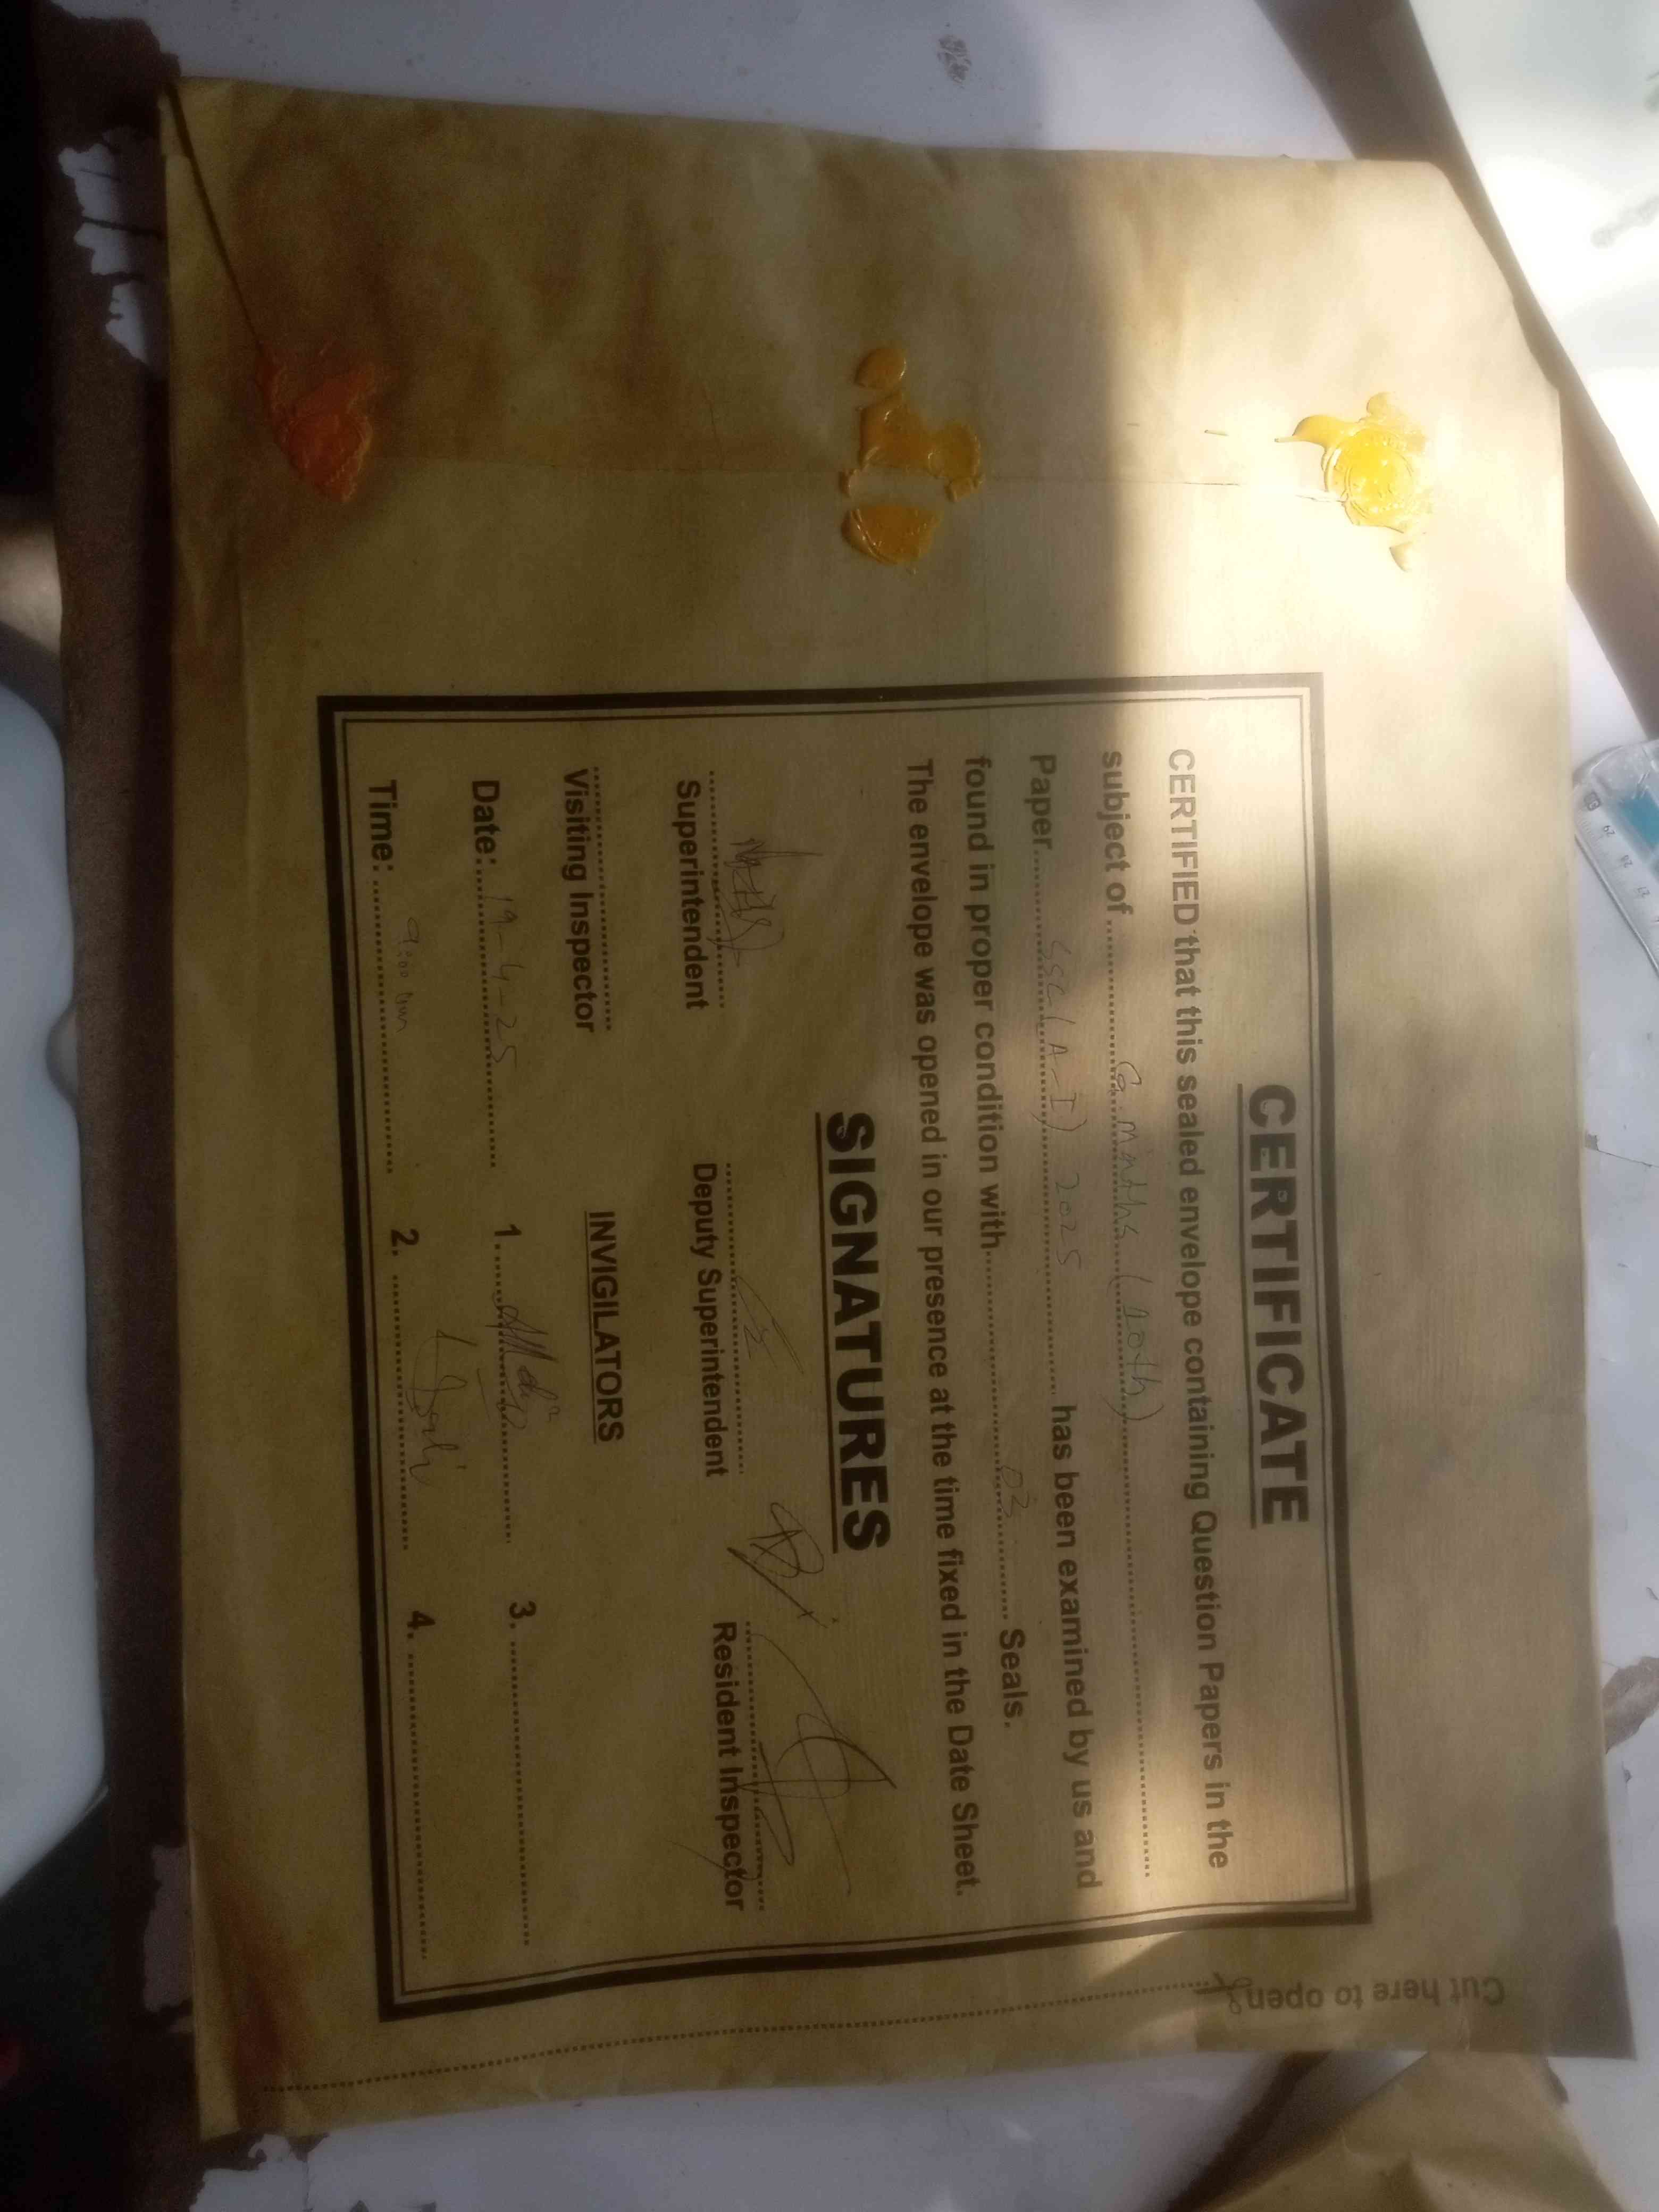 CERTIFICATE
CERTIFIED that this sealed envelope containing Question Papers in the
subject of ........ G. Maths (10th) ........
Paper........ SSC (A-I) 2025 ........ has been examined by us and
found in proper condition with........ 03 ........ Seals.
The envelope was opened in our presence at the time fixed in the Date Sheet.
SIGNATURES
Superintendent Deputy Superintendent Resident Inspector
Visiting Inspector INVIGILATORS
Date:.. 19-4-25 ........ 1. ........ 3. ........
Time: ........ 9:00 am ........ 2. ........ 4. ........
Cut here to open